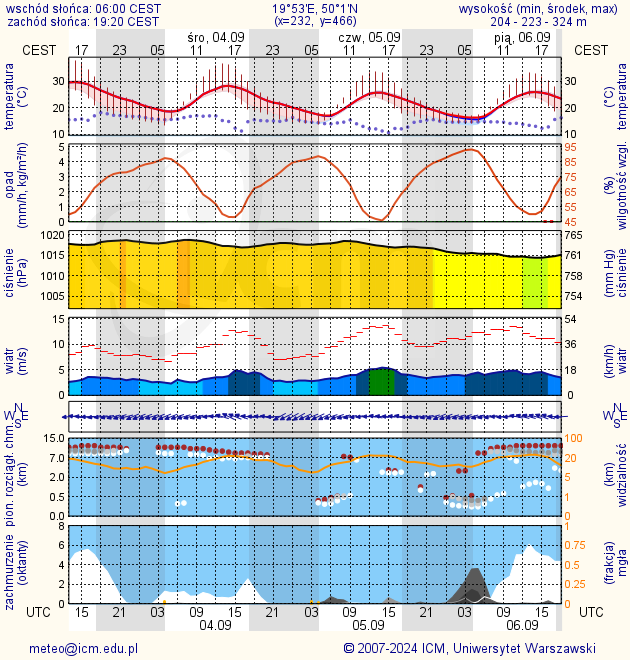 wschód słońca: 06:00 CEST 19°53'E, 50°1'N wysokość (min, środek, max)
zachód słońca: 19:20 CEST (x=232, y=466) 204 - 223 - 324 m
śro, 04.09 czw, 05.09 pią, 06.09
CEST 17 23 05 11 17 23 05 11 17 23 05 11 17 CEST
temperatura (°C) 30 20 10 30 20 10 (°C) temperatura
opad (mm/h, kg/m²/h) 5 4 3 2 1 0 95 85 75 65 55 45 (%) wilgotność wzgl.
ciśnienie (hPa) 1020 1015 1010 1005 765 761 758 754 (mm Hg) ciśnienie
wiatr (m/s) 15 10 5 0 54 36 18 0 (km/h) wiatr
N W E S N W E S
pion. rozciągł. chm. (km) 15.0 7.0 2.0 0.5 0.0 100 20 5 1 0 (km) widzialność
zachmurzenie (oktanty) 8 6 4 2 0 1 0.75 0.5 0.25 0 (frakcja) mgła
UTC 15 21 03 09 15 21 03 09 15 21 03 09 15 UTC
04.09 05.09 06.09
meteo@icm.edu.pl © 2007-2024 ICM, Uniwersytet Warszawski